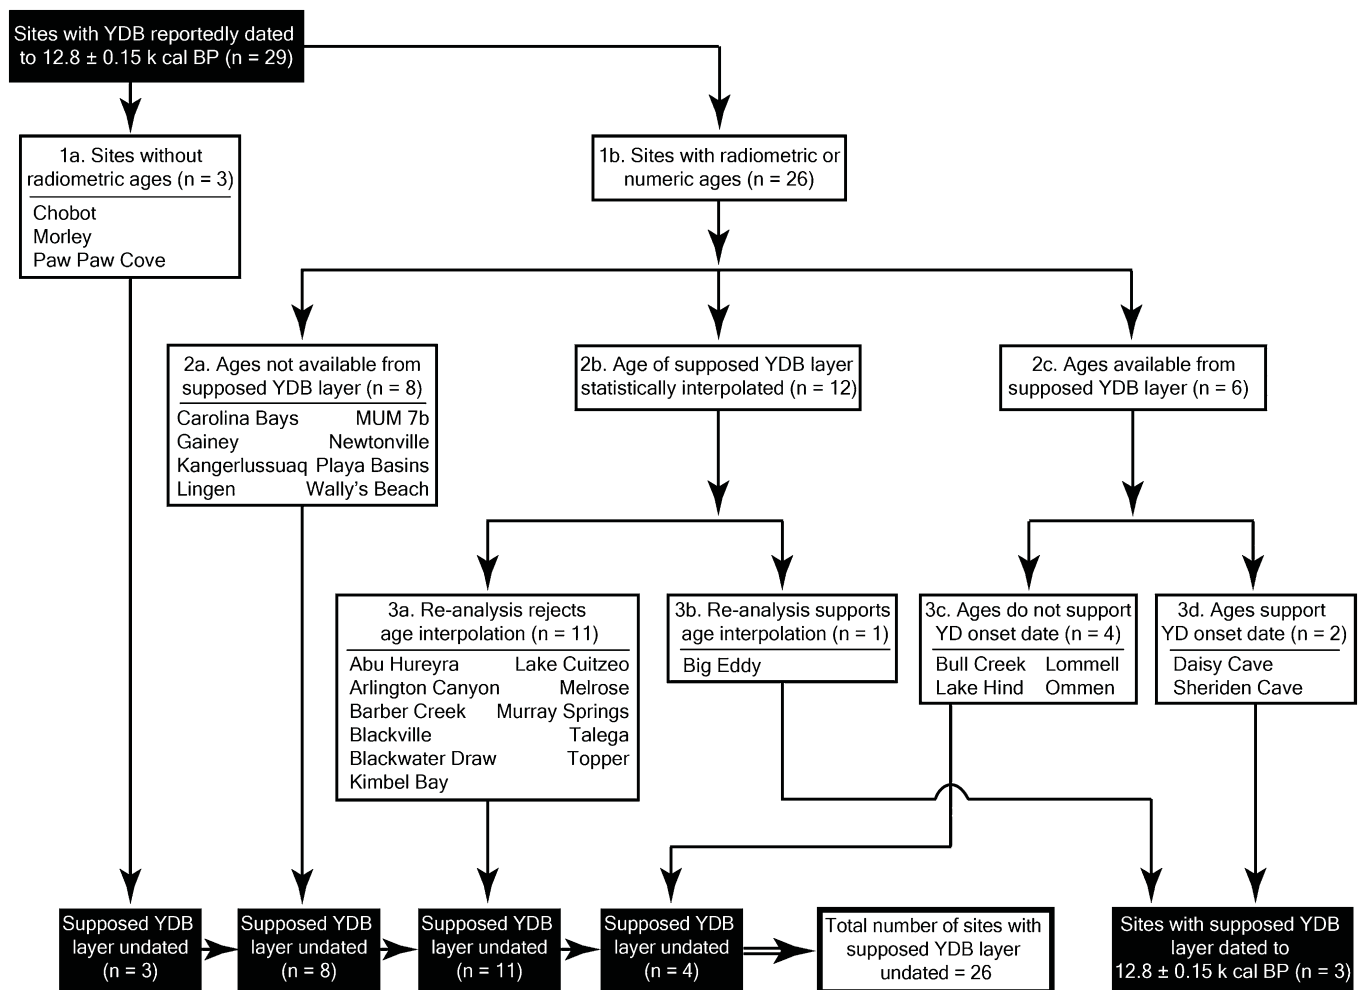 Sites with YDB reportedly dated
to 12.8 ± 0.15 k cal BP (n = 29)
1a. Sites without
radiometric ages (n = 3)
Chobot
Morley
Paw Paw Cove
1b. Sites with radiometric or
numeric ages (n = 26)
2a. Ages not available from
supposed YDB layer (n = 8)
Carolina Bays MUM 7b
Gainey Newtonville
Kangerlussuaq Playa Basins
Lingen Wally's Beach
2b. Age of supposed YDB layer
statistically interpolated (n = 12)
2c. Ages available from
supposed YDB layer (n = 6)
3a. Re-analysis rejects
age interpolation (n = 11)
Abu Hureyra Lake Cuitzeo
Arlington Canyon Melrose
Barber Creek Murray Springs
Blackville Talega
Blackwater Draw Topper
Kimbel Bay
3b. Re-analysis supports
age interpolation (n = 1)
Big Eddy
3c. Ages do not support
YD onset date (n = 4)
Bull Creek Lommell
Lake Hind Ommen
3d. Ages support
YD onset date (n = 2)
Daisy Cave
Sheriden Cave
Supposed YDB
layer undated
(n = 3)
Supposed YDB
layer undated
(n = 8)
Supposed YDB
layer undated
(n = 11)
Supposed YDB
layer undated
(n = 4)
Total number of sites with
supposed YDB layer
undated = 26
Sites with supposed YDB
layer dated to
12.8 ± 0.15 k cal BP (n = 3)